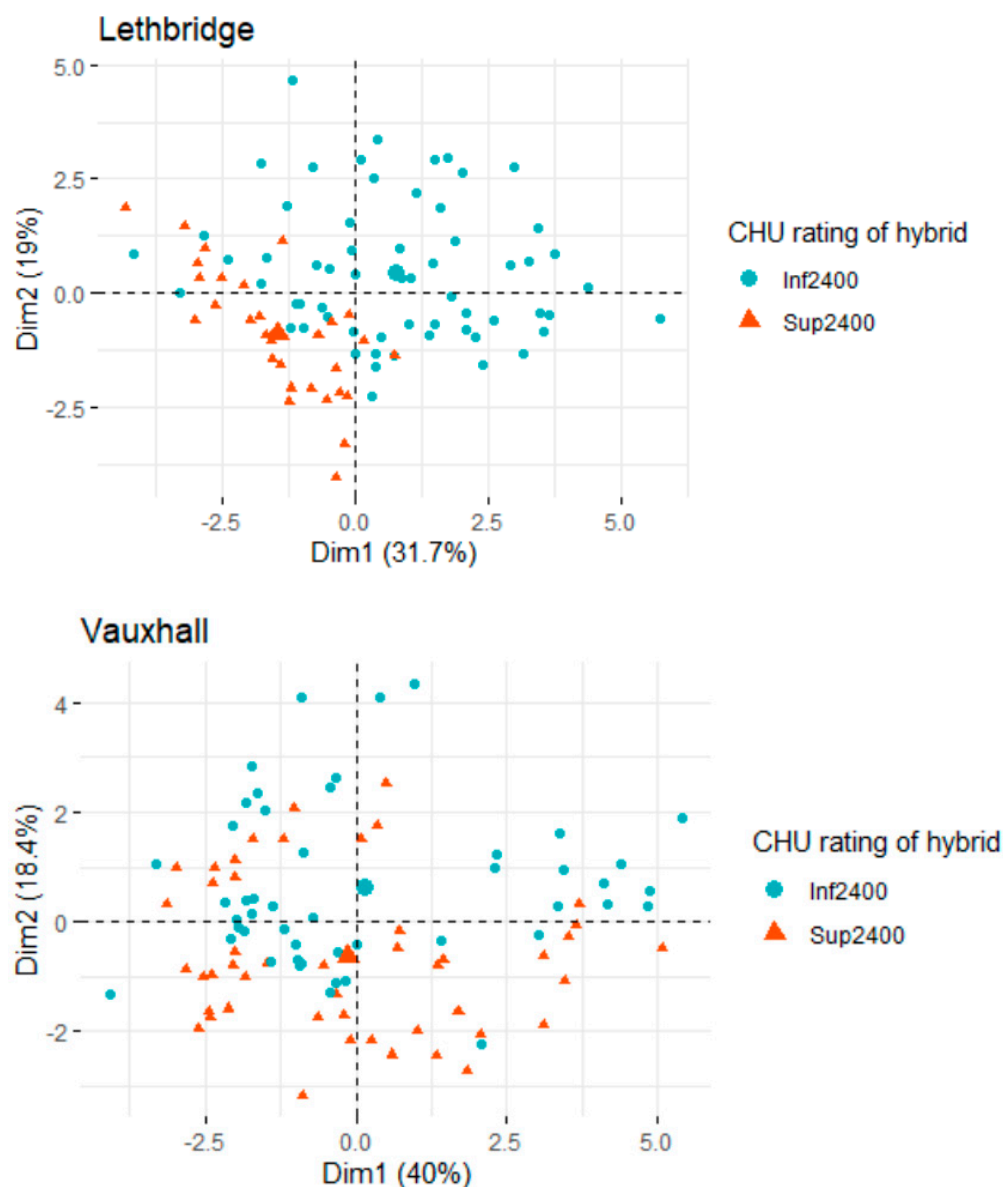 Lethbridge
5.0
2.5
0.0
-2.5
Dim2 (19%)
-2.5
0.0
2.5
5.0
Dim1 (31.7%)
CHU rating of hybrid
Inf2400
Sup2400
Vauxhall
4
2
0
-2
Dim2 (18.4%)
-2.5
0.0
2.5
5.0
Dim1 (40%)
CHU rating of hybrid
Inf2400
Sup2400